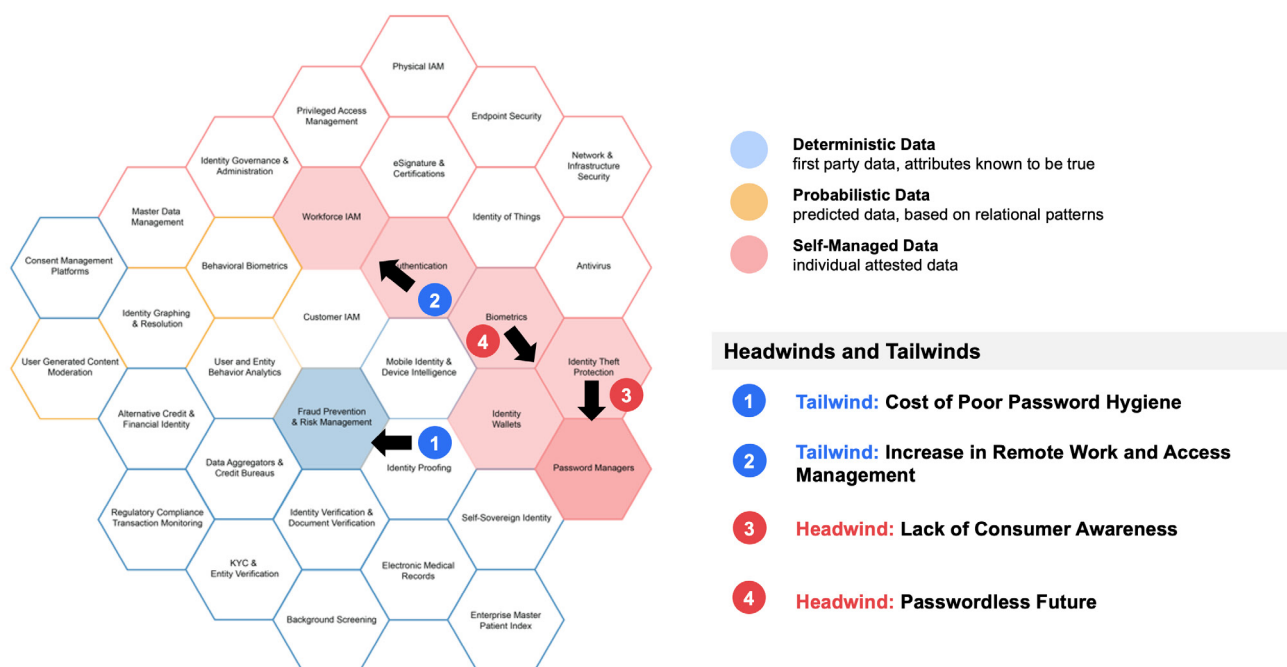 Physical IAM
Privileged Access
Management
Endpoint Security
Identity Governance &
Administration
eSignature &
Certifications
Network &
Infrastructure
Security
Master Data
Management
Workforce IAM
Identity of Things
Consent Management
Platforms
Behavioral Biometrics
Authentication
2
Antivirus
Identity Graphing
& Resolution
Customer IAM
Biometrics
4
User Generated Content
Moderation
User and Entity
Behavior Analytics
Mobile Identity &
Device Intelligence
Identity Theft
Protection
3
Alternative Credit &
Financial Identity
Fraud Prevention
& Risk Management
1
Identity
Wallets
Data Aggregators &
Credit Bureaus
Identity Proofing
Password Managers
Regulatory Compliance
Transaction Monitoring
Identity Verification &
Document Verification
Self-Sovereign Identity
KYC &
Entity Verification
Electronic Medical
Records
Background Screening
Enterprise Master
Patient Index
Deterministic Data
first party data, attributes known to be true
Probabilistic Data
predicted data, based on relational patterns
Self-Managed Data
individual attested data
Headwinds and Tailwinds
1 Tailwind: Cost of Poor Password Hygiene
2 Tailwind: Increase in Remote Work and Access
Management
3 Headwind: Lack of Consumer Awareness
4 Headwind: Passwordless Future